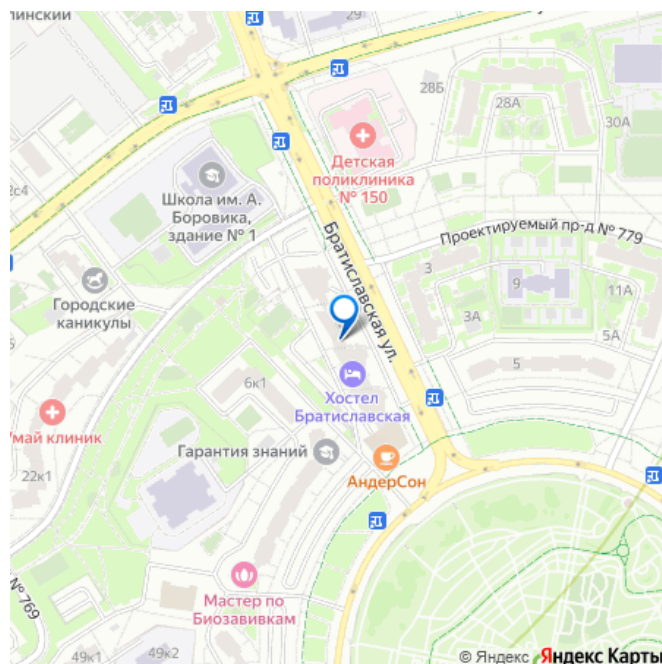 линский
29
28Б
28А
30А
Детская
поликлиника
№ 150
2с4
Школа им. А.
Боровика,
здание № 1
Братиславская ул.
Проектируемый пр-д № 779
3
9
11А
Городские
каникулы
3А
5А
5
6к1
Хостел
Братиславская
Умай клиник
Гарантия знаний
22к1
АндерСон
№ 769
Мастер по
Биозавивкам
49к1
49к2
© Яндекс Яндекс Карты